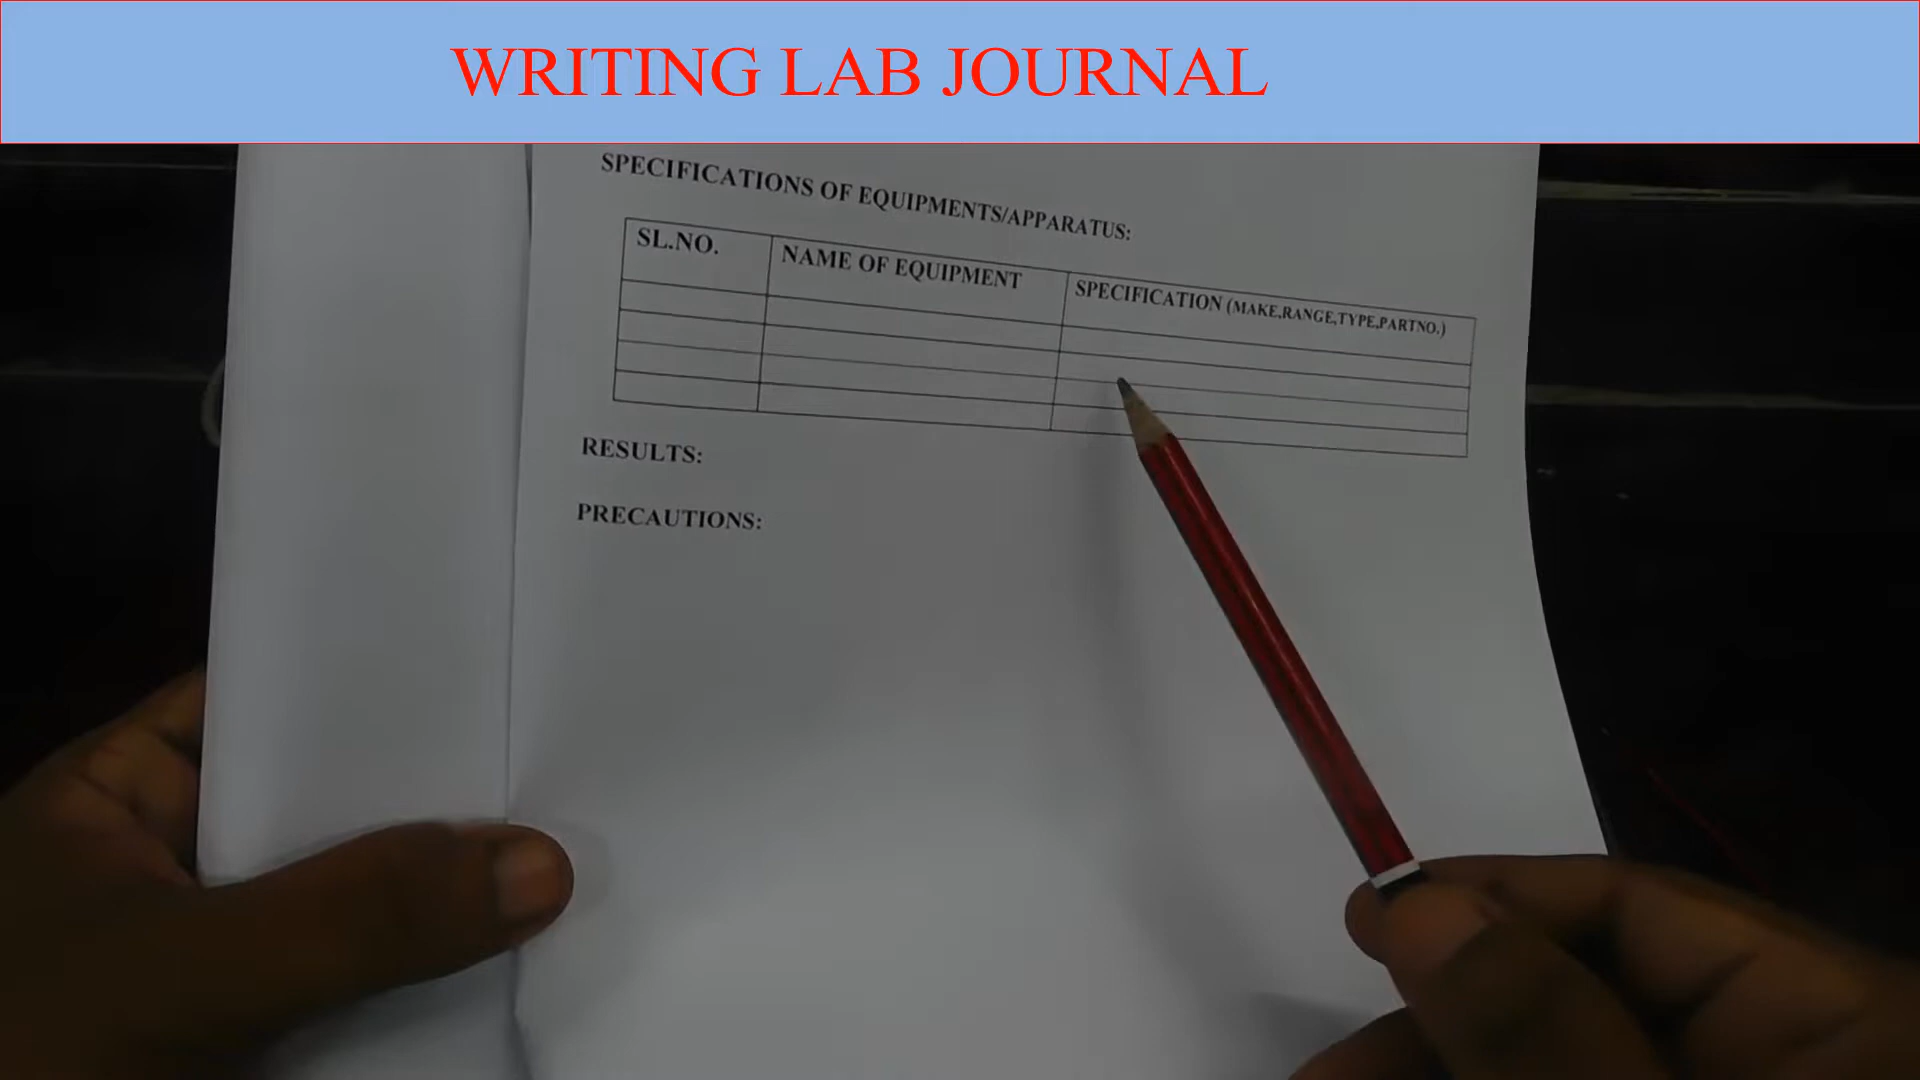 WRITING LAB JOURNAL
SPECIFICATIONS OF EQUIPMENTS/APPARATUS:
SL.NO. NAME OF EQUIPMENT SPECIFICATION (MAKE,RANGE,TYPE,PARTNO.)
RESULTS:
PRECAUTIONS: